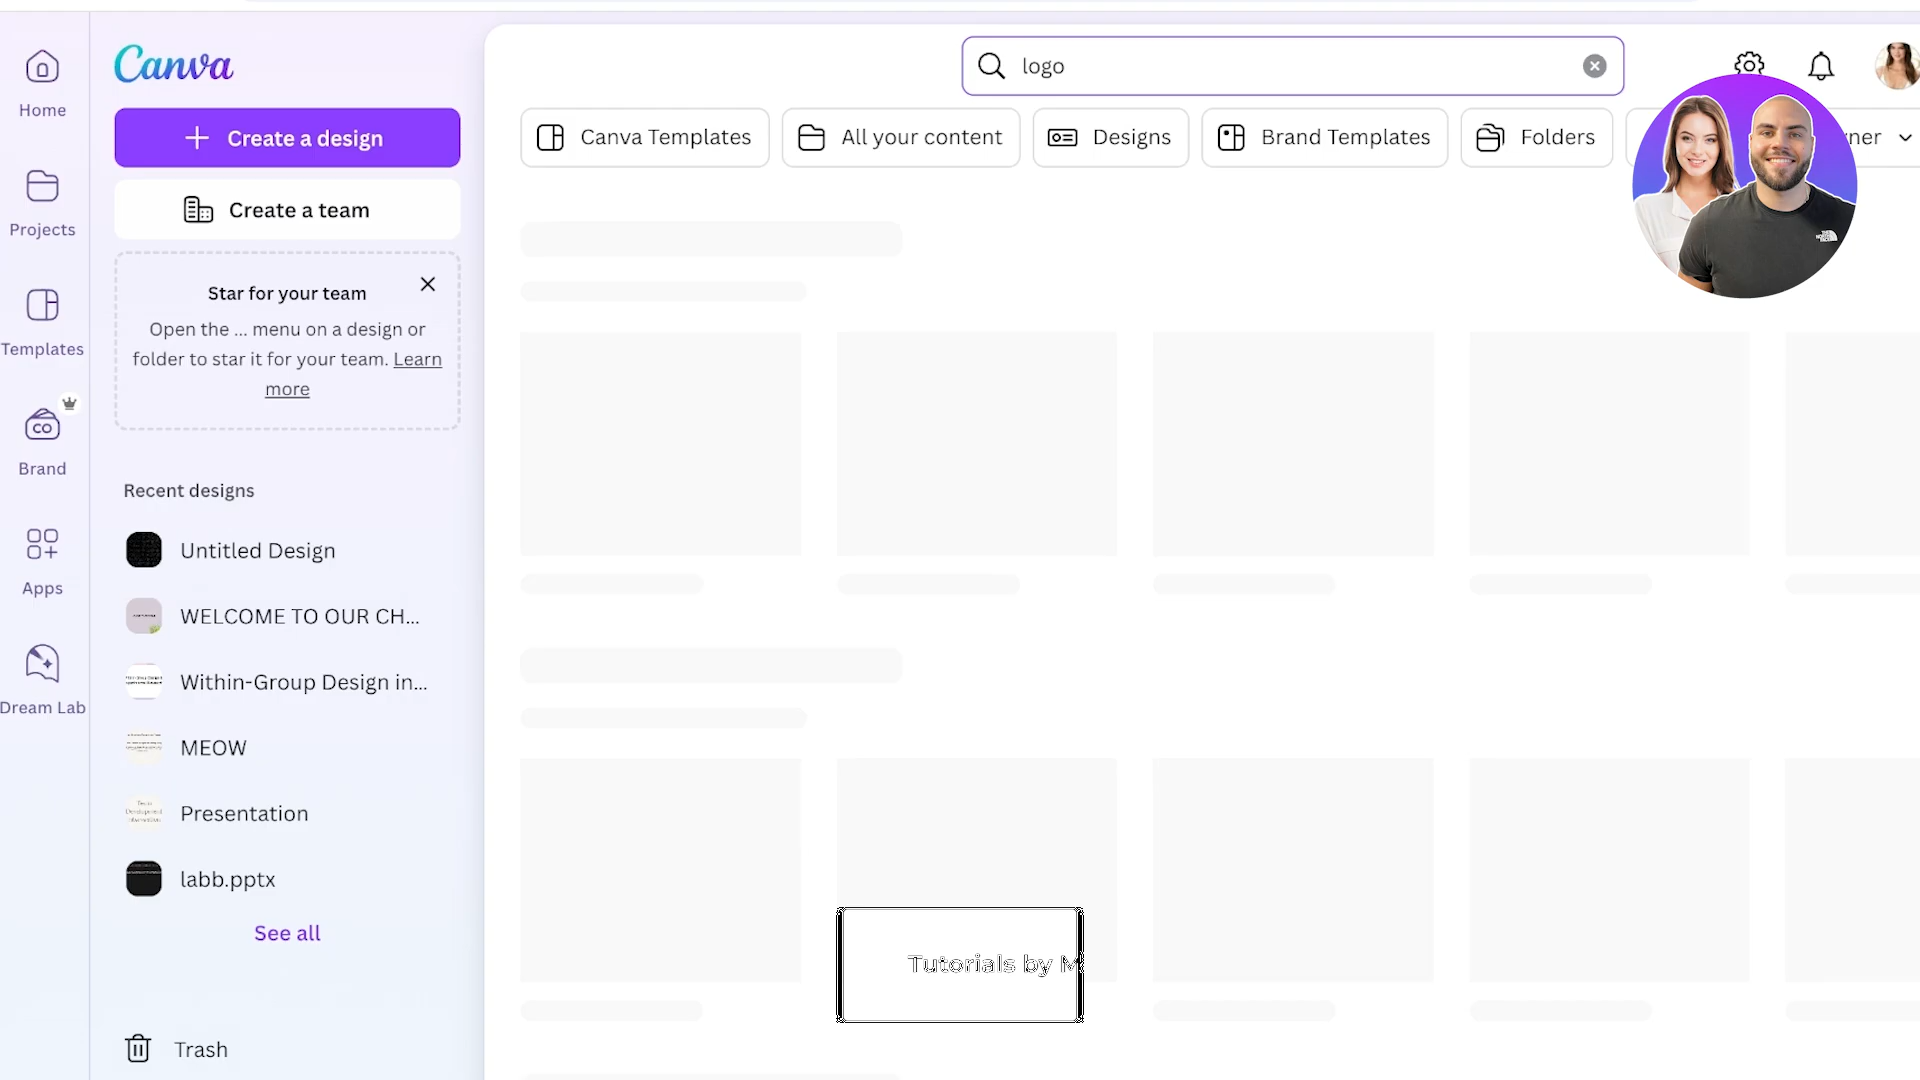 Canva
logo
Home
Create a design
Canva Templates
All your content
Designs
Brand Templates
Folders
Create a team
Projects
Star for your team
Open the ... menu on a design or
folder to star it for your team. Learn
more
Templates
Brand
Recent designs
Untitled Design
Apps
WELCOME TO OUR CH...
Within-Group Design in...
Dream Lab
MEOW
Presentation
labb.pptx
See all
Tutorials by
Trash